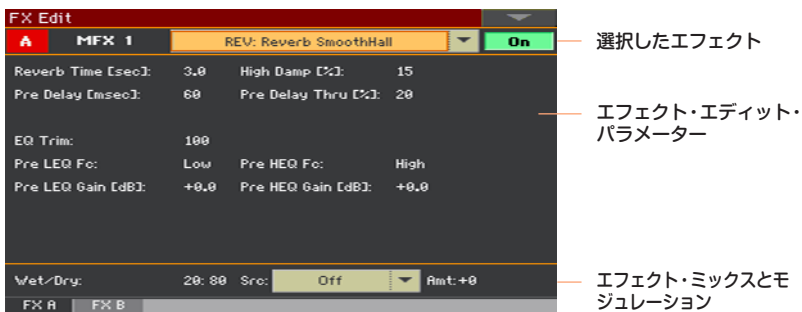 FX Edit
A MFX 1 REV: Reverb SmoothHall On
選択したエフェクト
Reverb Time [sec]: 3.0 High Damp [%]: 15
Pre Delay [msec]: 60 Pre Delay Thru [%]: 20
エフェクト・エディット・
パラメーター
EQ Trim: 100
Pre LEQ Fc: Low Pre HEQ Fc: High
Pre LEQ Gain [dB]: +0.0 Pre HEQ Gain [dB]: +0.0
Wet/Dry: 20:80 Src: Off Amt:+0
エフェクト・ミックスとモ
ジュレーション
FX A FX B